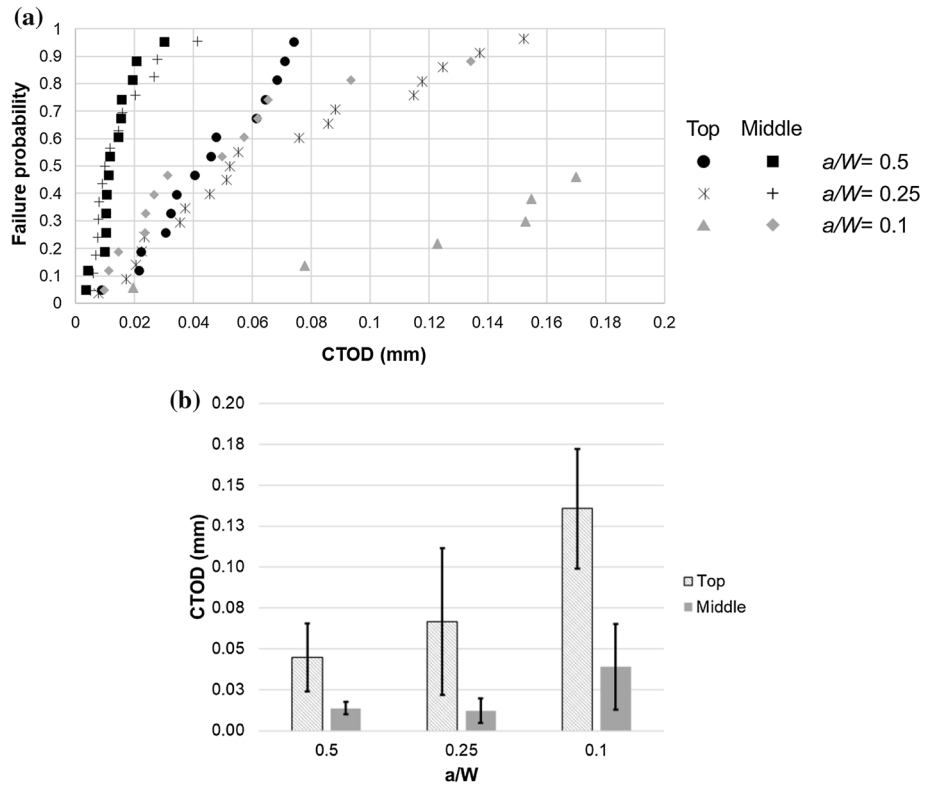 (a)
1
0.9
0.8
0.7
0.6
0.5
0.4
0.3
0.2
0.1
0
Failure probability
0 0.02 0.04 0.06 0.08 0.1 0.12 0.14 0.16 0.18 0.2
CTOD (mm)
Top Middle
a/W= 0.5
a/W= 0.25
a/W= 0.1
(b)
0.20
0.18
0.15
0.13
0.10
0.08
0.05
0.03
0.00
CTOD (mm)
0.5 0.25 0.1
a/W
Top
Middle